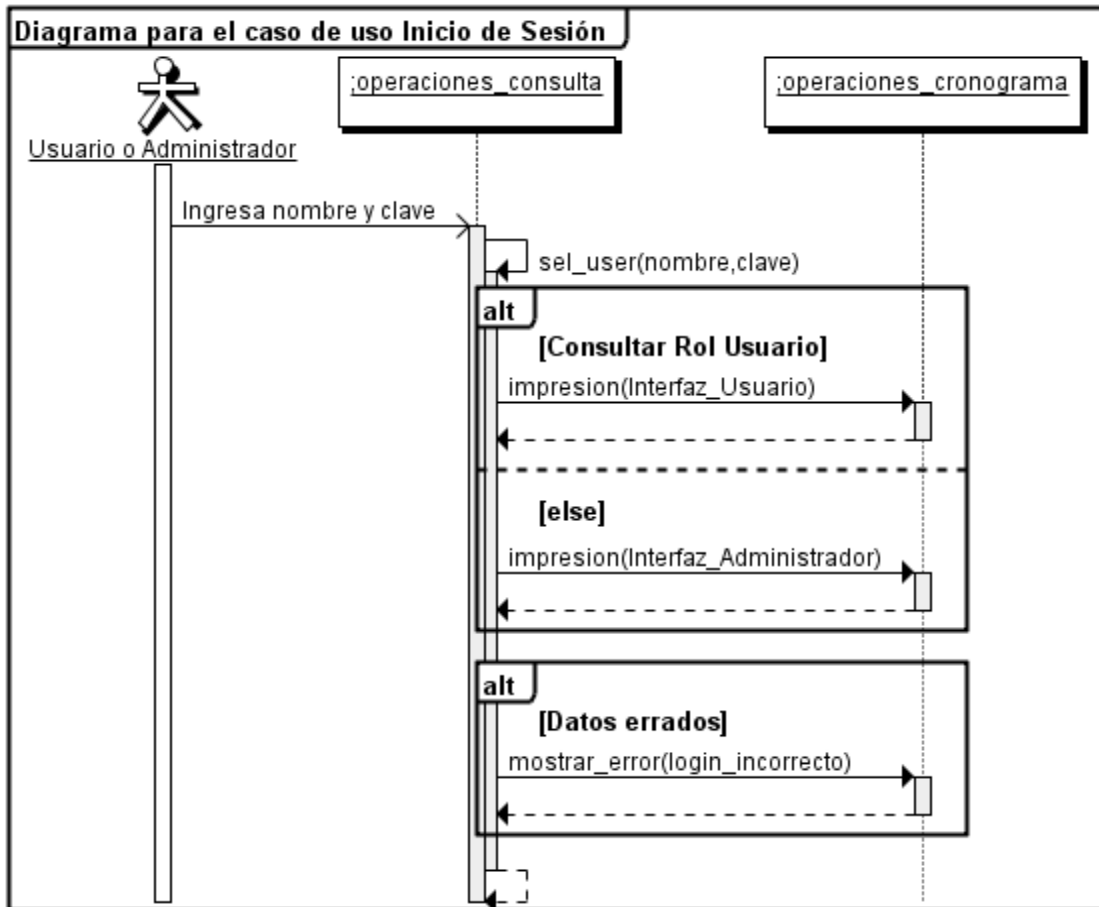 Diagrama para el caso de uso Inicio de Sesión
;operaciones_consulta
;operaciones_cronograma
Usuario o Administrador
Ingresa nombre y clave
sel_user(nombre,clave)
alt
[Consultar Rol Usuario]
impresion(Interfaz_Usuario)
[else]
impresion(Interfaz_Administrador)
alt
[Datos errados]
mostrar_error(login_incorrecto)